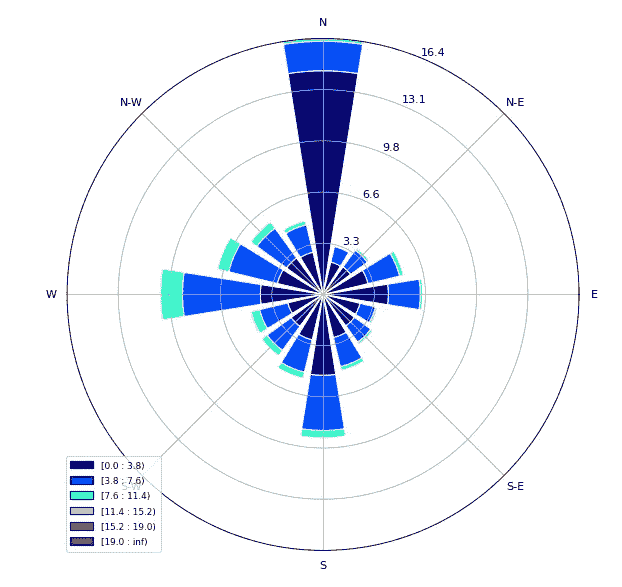 N
16.4
N-W
13.1
N-E
9.8
6.6
3.3
W
E
[0.0 : 3.8)
[3.8 : 7.6)
S-W
S-E
[7.6 : 11.4)
[11.4 : 15.2)
[15.2 : 19.0)
[19.0 : inf)
S